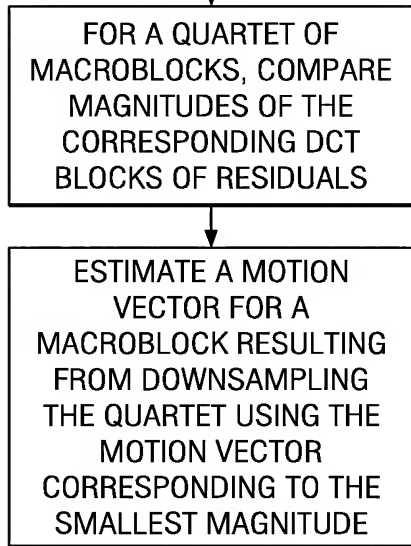 FOR A QUARTET OF
MACROBLOCKS, COMPARE
MAGNITUDES OF THE
CORRESPONDING DCT
BLOCKS OF RESIDUALS
ESTIMATE A MOTION
VECTOR FOR A
MACROBLOCK RESULTING
FROM DOWNSAMPLING
THE QUARTET USING THE
MOTION VECTOR
CORRESPONDING TO THE
SMALLEST MAGNITUDE